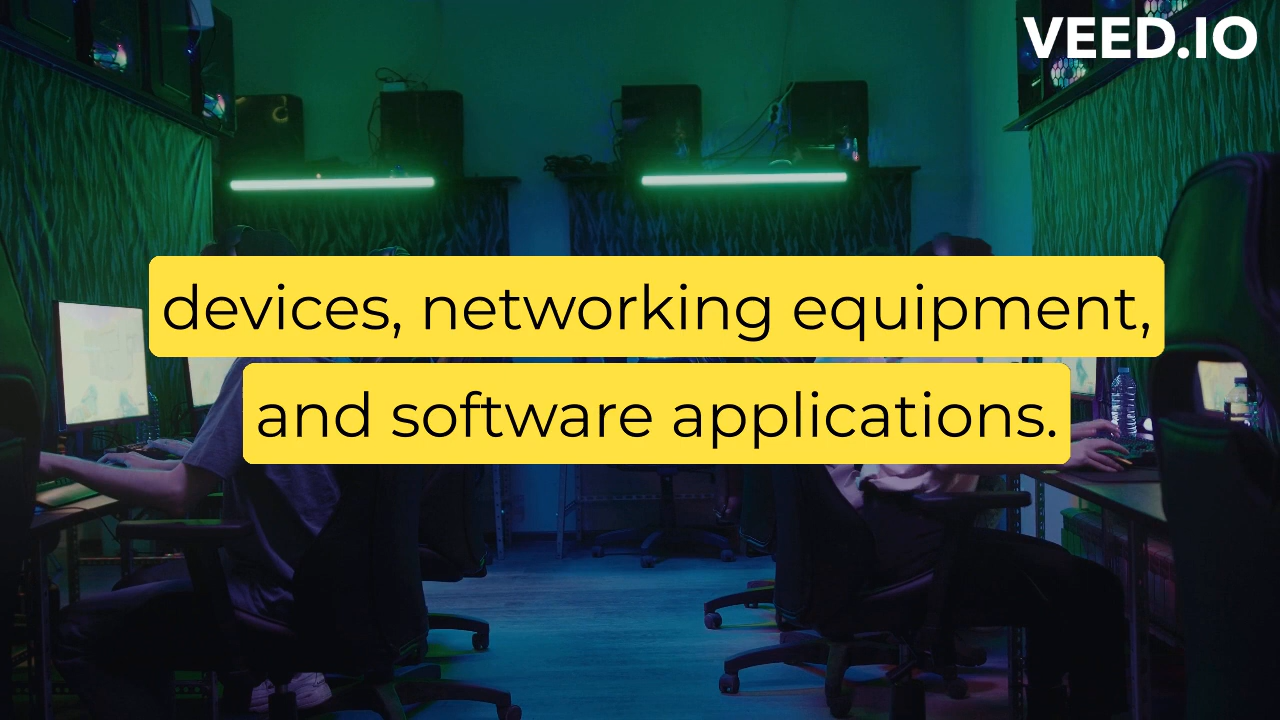 VEED.IO
devices, networking equipment,
and software applications.